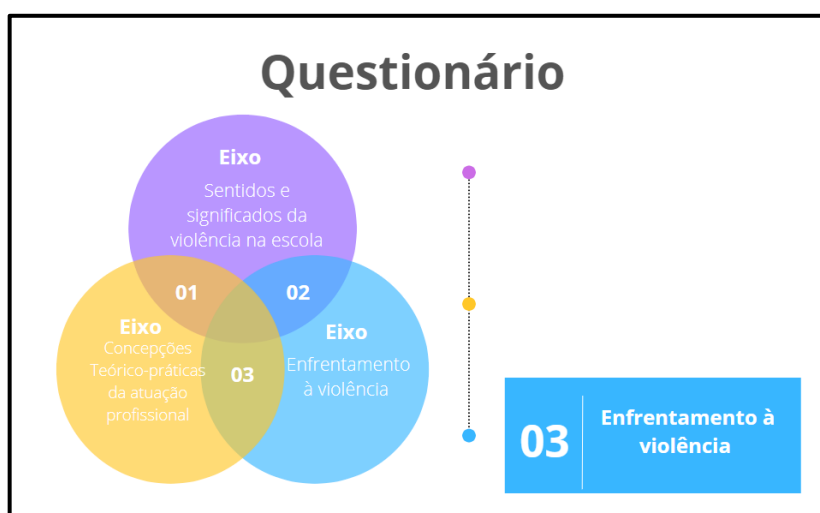 Questionário
Eixo
Sentidos e
significados da
violência na escola
01
02
Eixo
Concepções
Teórico-práticas
da atuação
profissional
03
Eixo
Enfrentamento
à violência
03
Enfrentamento à
violência